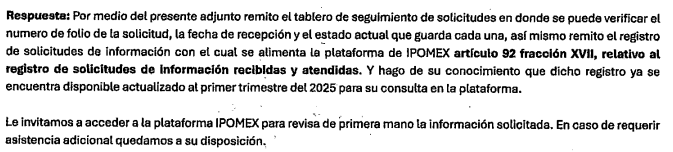 Respuesta: Por medio del presente adjunto remito el tablero de seguimiento de solicitudes en donde se puede verificar el
numero de folio de la solicitud, la fecha de recepción y el estado actual que guarda cada una, así mismo remito el registro
de solicitudes de información con el cual se alimenta la plataforma de IPOMEX artículo 92 fracción XVII, relativo al
registro de solicitudes de información recibidas y atendidas. Y hago de su conocimiento que dicho registro ya se
encuentra disponible actualizado al primer trimestre del 2025 para su consulta en la plataforma.
Le invitamos a acceder a la plataforma IPOMEX para revisa de primera mano la información solicitada. En caso de requerir
asistencia adicional quedamos a su disposición.